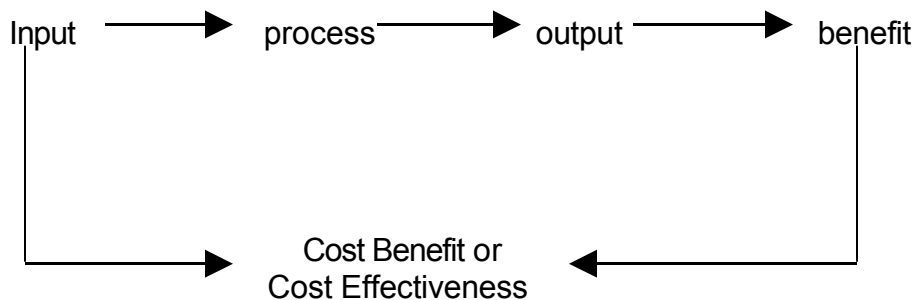 Input process output benefit
Cost Benefit or
Cost Effectiveness